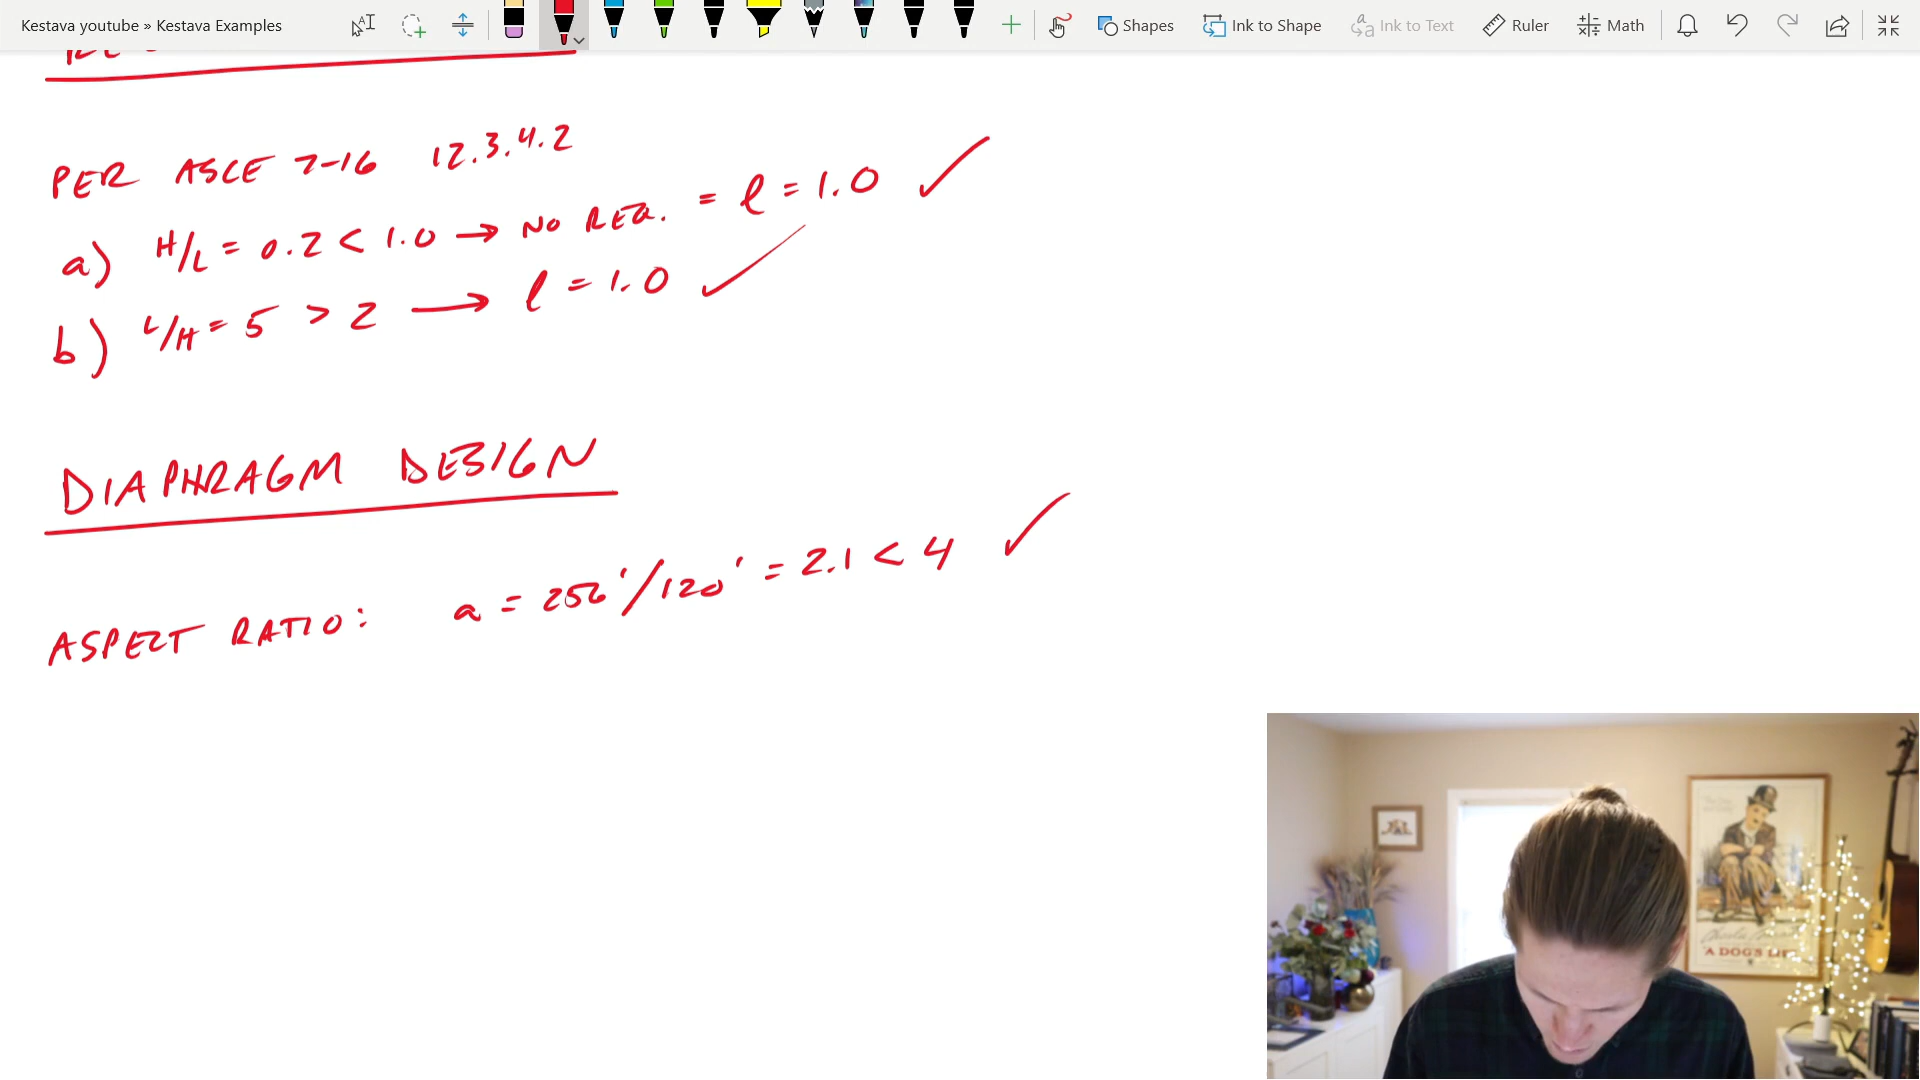 Kestava youtube » Kestava Examples
Shapes
Ink to Shape
Ink to Text
Ruler
Math
PER ASCE 7-16 12.3.4.2
a) H/L = 0.2 < 1.0 → NO REQ. = ρ = 1.0 ✓
b) L/H = 5 > 2 → ρ = 1.0 ✓
DIAPHRAGM DESIGN
ASPECT RATIO: a = 256'/120' = 2.1 < 4 ✓
A DOG'S LIFE